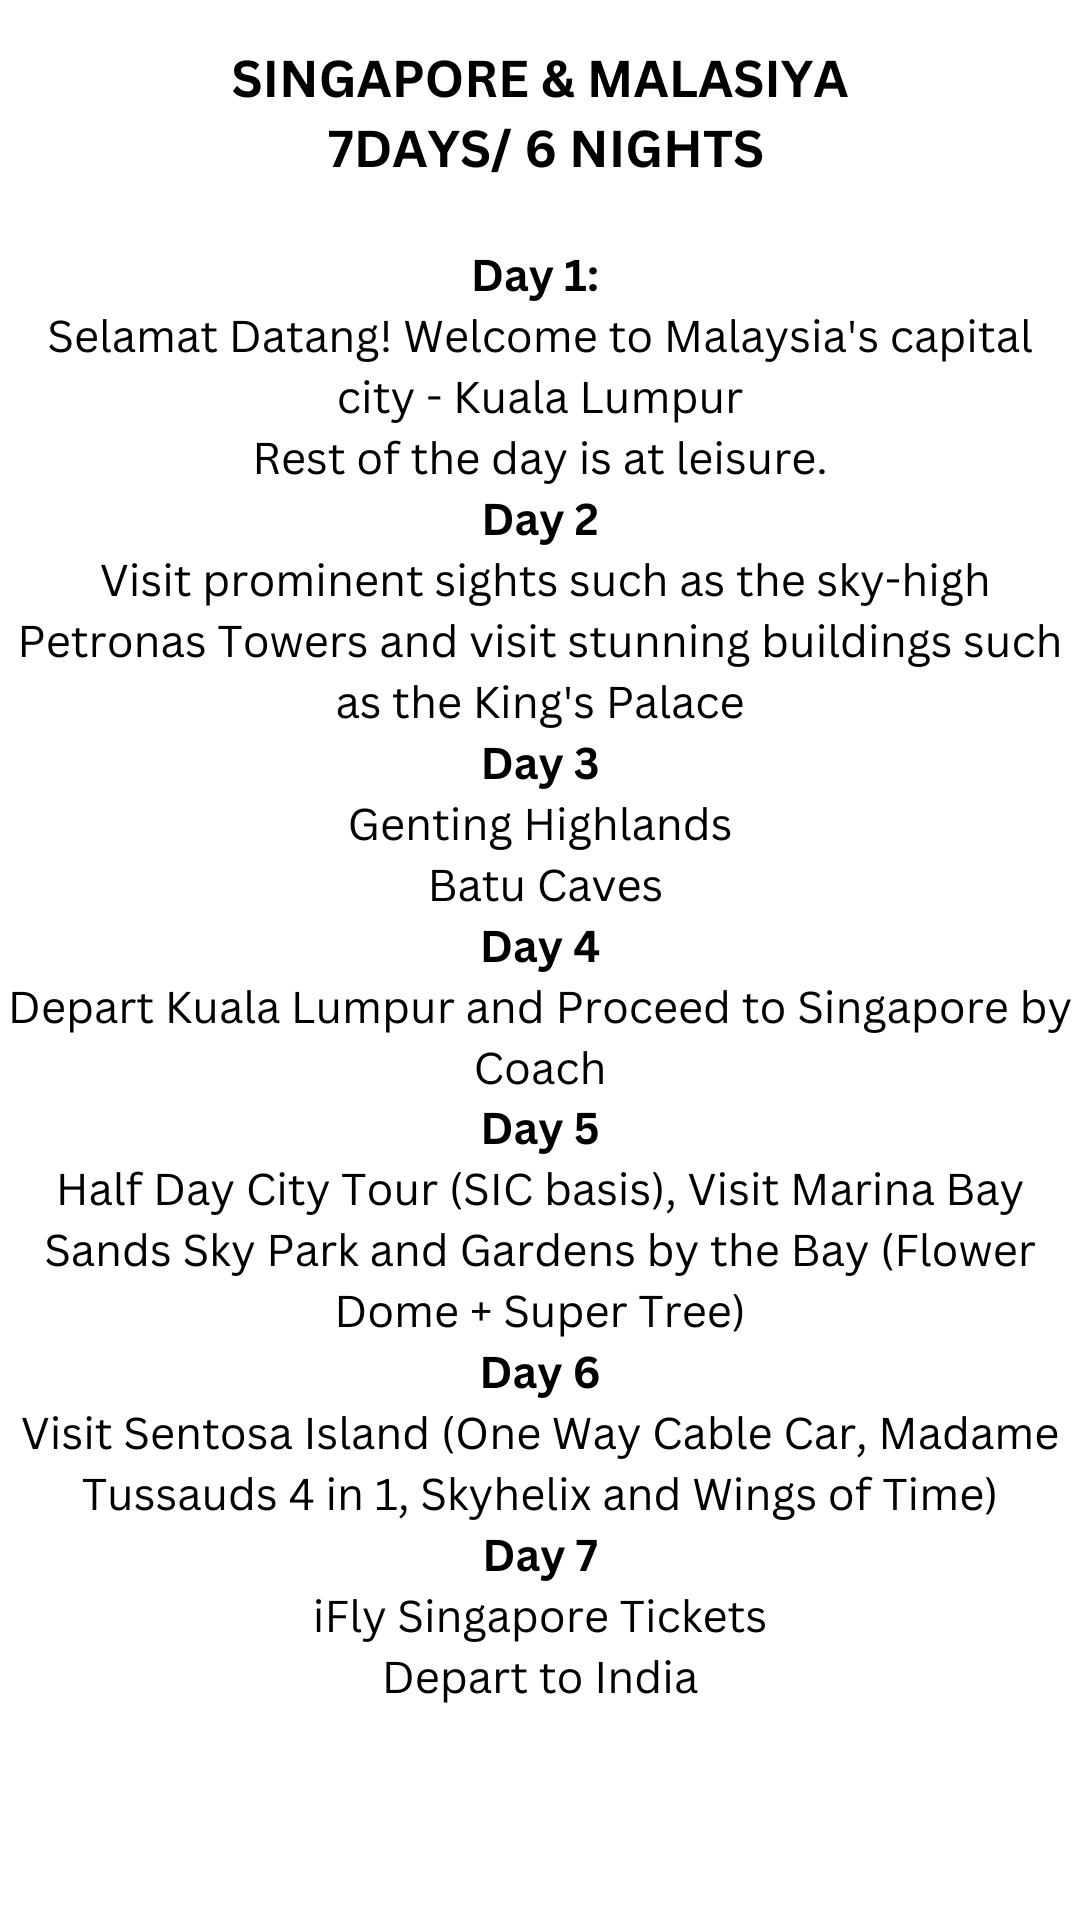 SINGAPORE & MALASIYA
7DAYS/ 6 NIGHTS
Day 1:
Selamat Datang! Welcome to Malaysia's capital
city - Kuala Lumpur
Rest of the day is at leisure.
Day 2
Visit prominent sights such as the sky-high
Petronas Towers and visit stunning buildings such
as the King's Palace
Day 3
Genting Highlands
Batu Caves
Day 4
Depart Kuala Lumpur and Proceed to Singapore by
Coach
Day 5
Half Day City Tour (SIC basis), Visit Marina Bay
Sands Sky Park and Gardens by the Bay (Flower
Dome + Super Tree)
Day 6
Visit Sentosa Island (One Way Cable Car, Madame
Tussauds 4 in 1, Skyhelix and Wings of Time)
Day 7
iFly Singapore Tickets
Depart to India